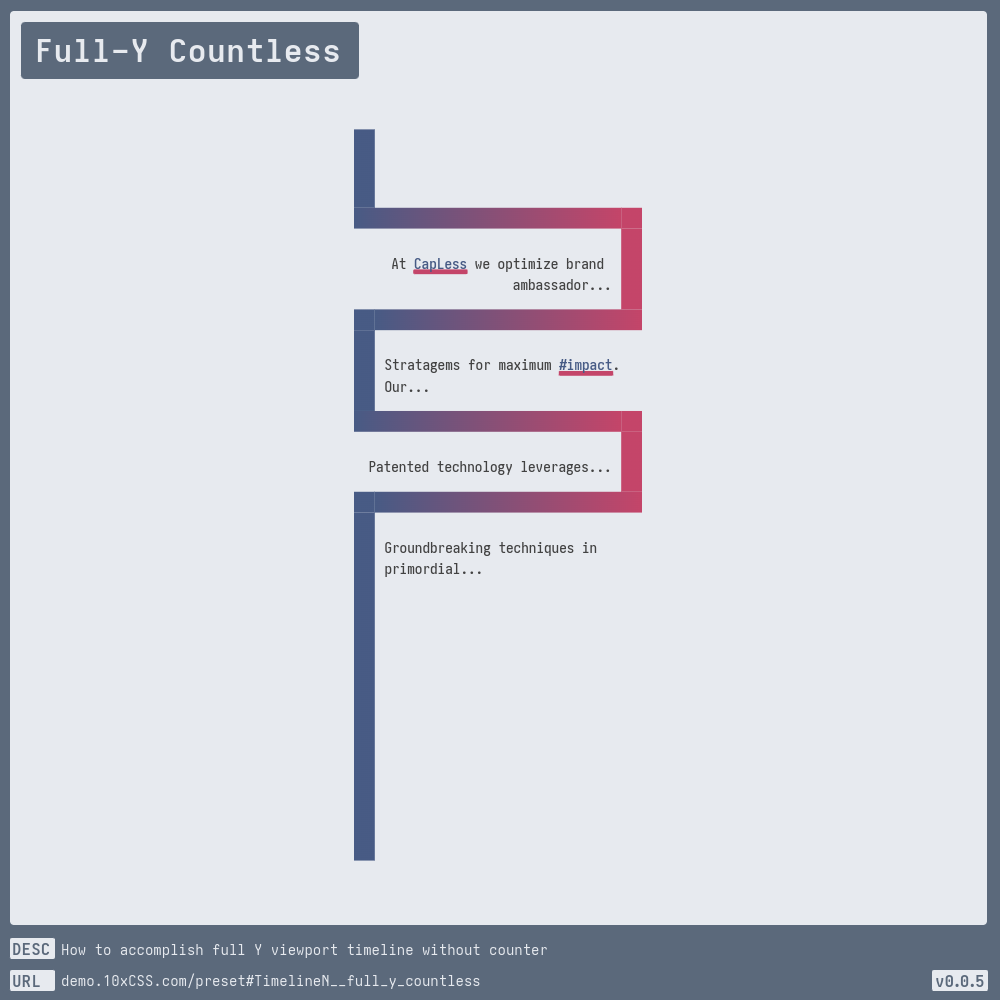 Full-Y Countless
At CapLess we optimize brand
ambassador...
Stratagems for maximum #impact.
Our...
Patented technology leverages...
Groundbreaking techniques in
primordial...
DESC How to accomplish full Y viewport timeline without counter
URL demo.10xCSS.com/preset#TimelineN__full_y_countless
v0.0.5